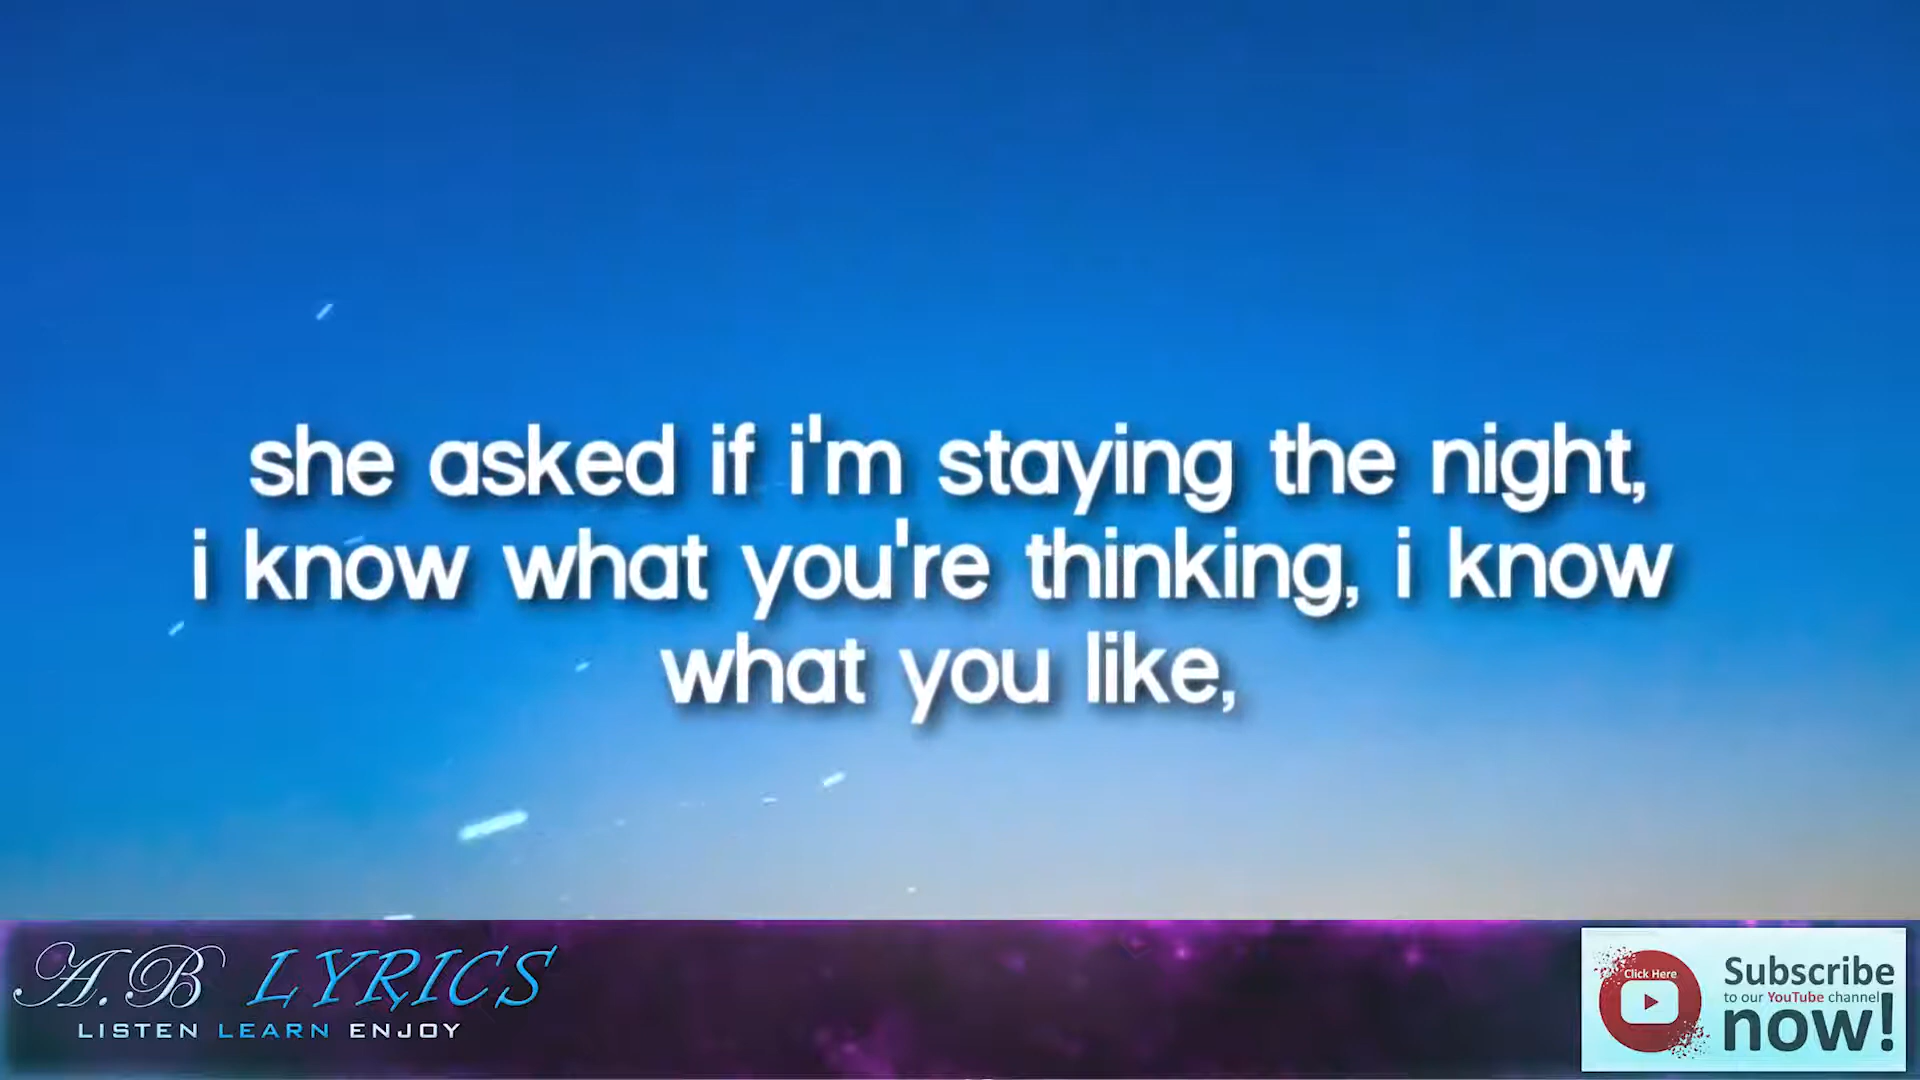 she asked if i'm staying the night,
i know what you're thinking, i know
what you like,
A.B LYRICS
LISTEN LEARN ENJOY
Click Here
Subscribe
to our YouTube channel
now!